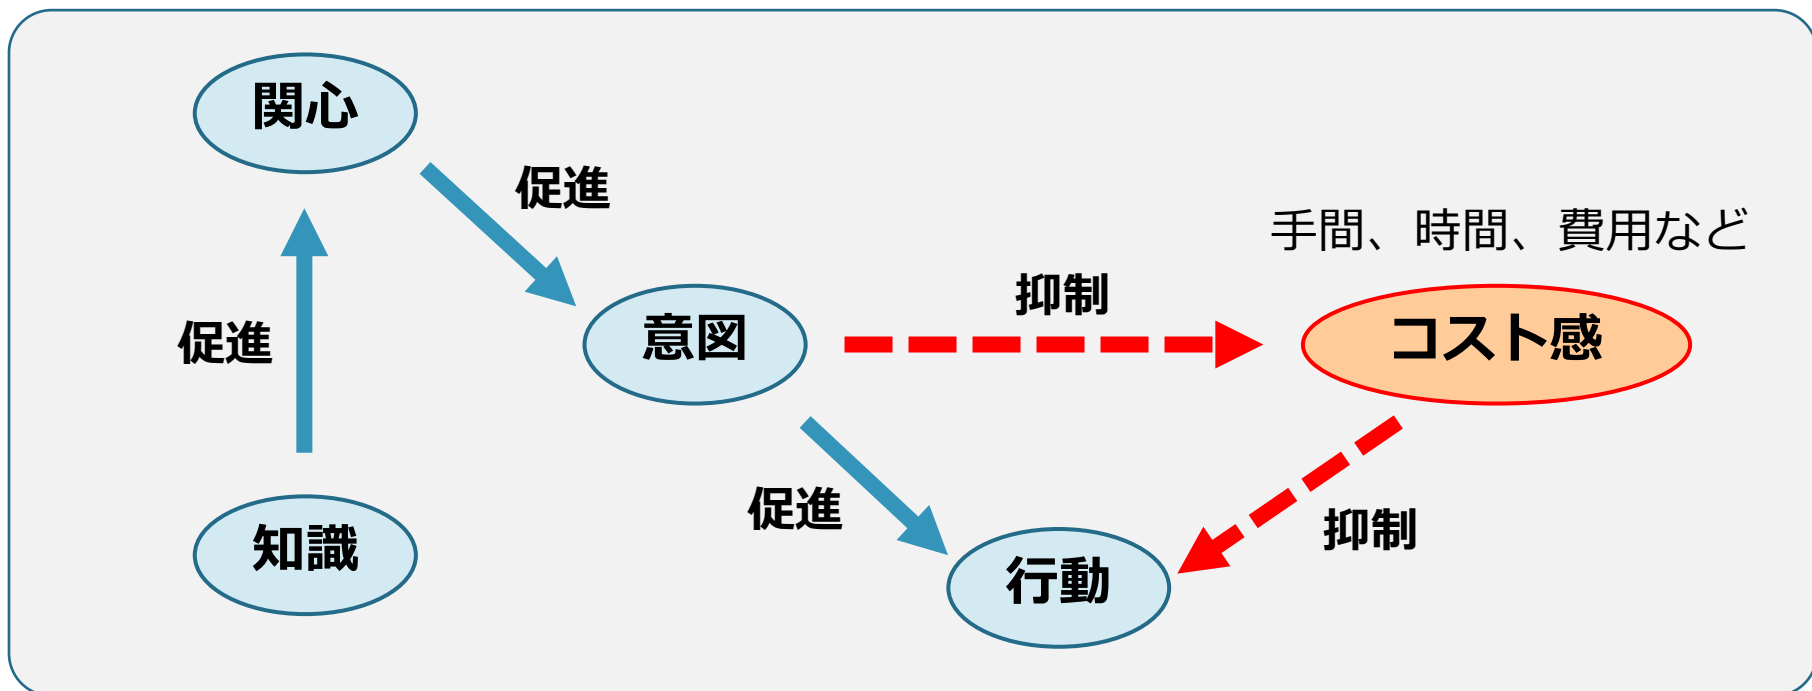 関心
促進
手間、時間、費用など
抑制
促進
意図
コスト感
促進
抑制
知識
行動